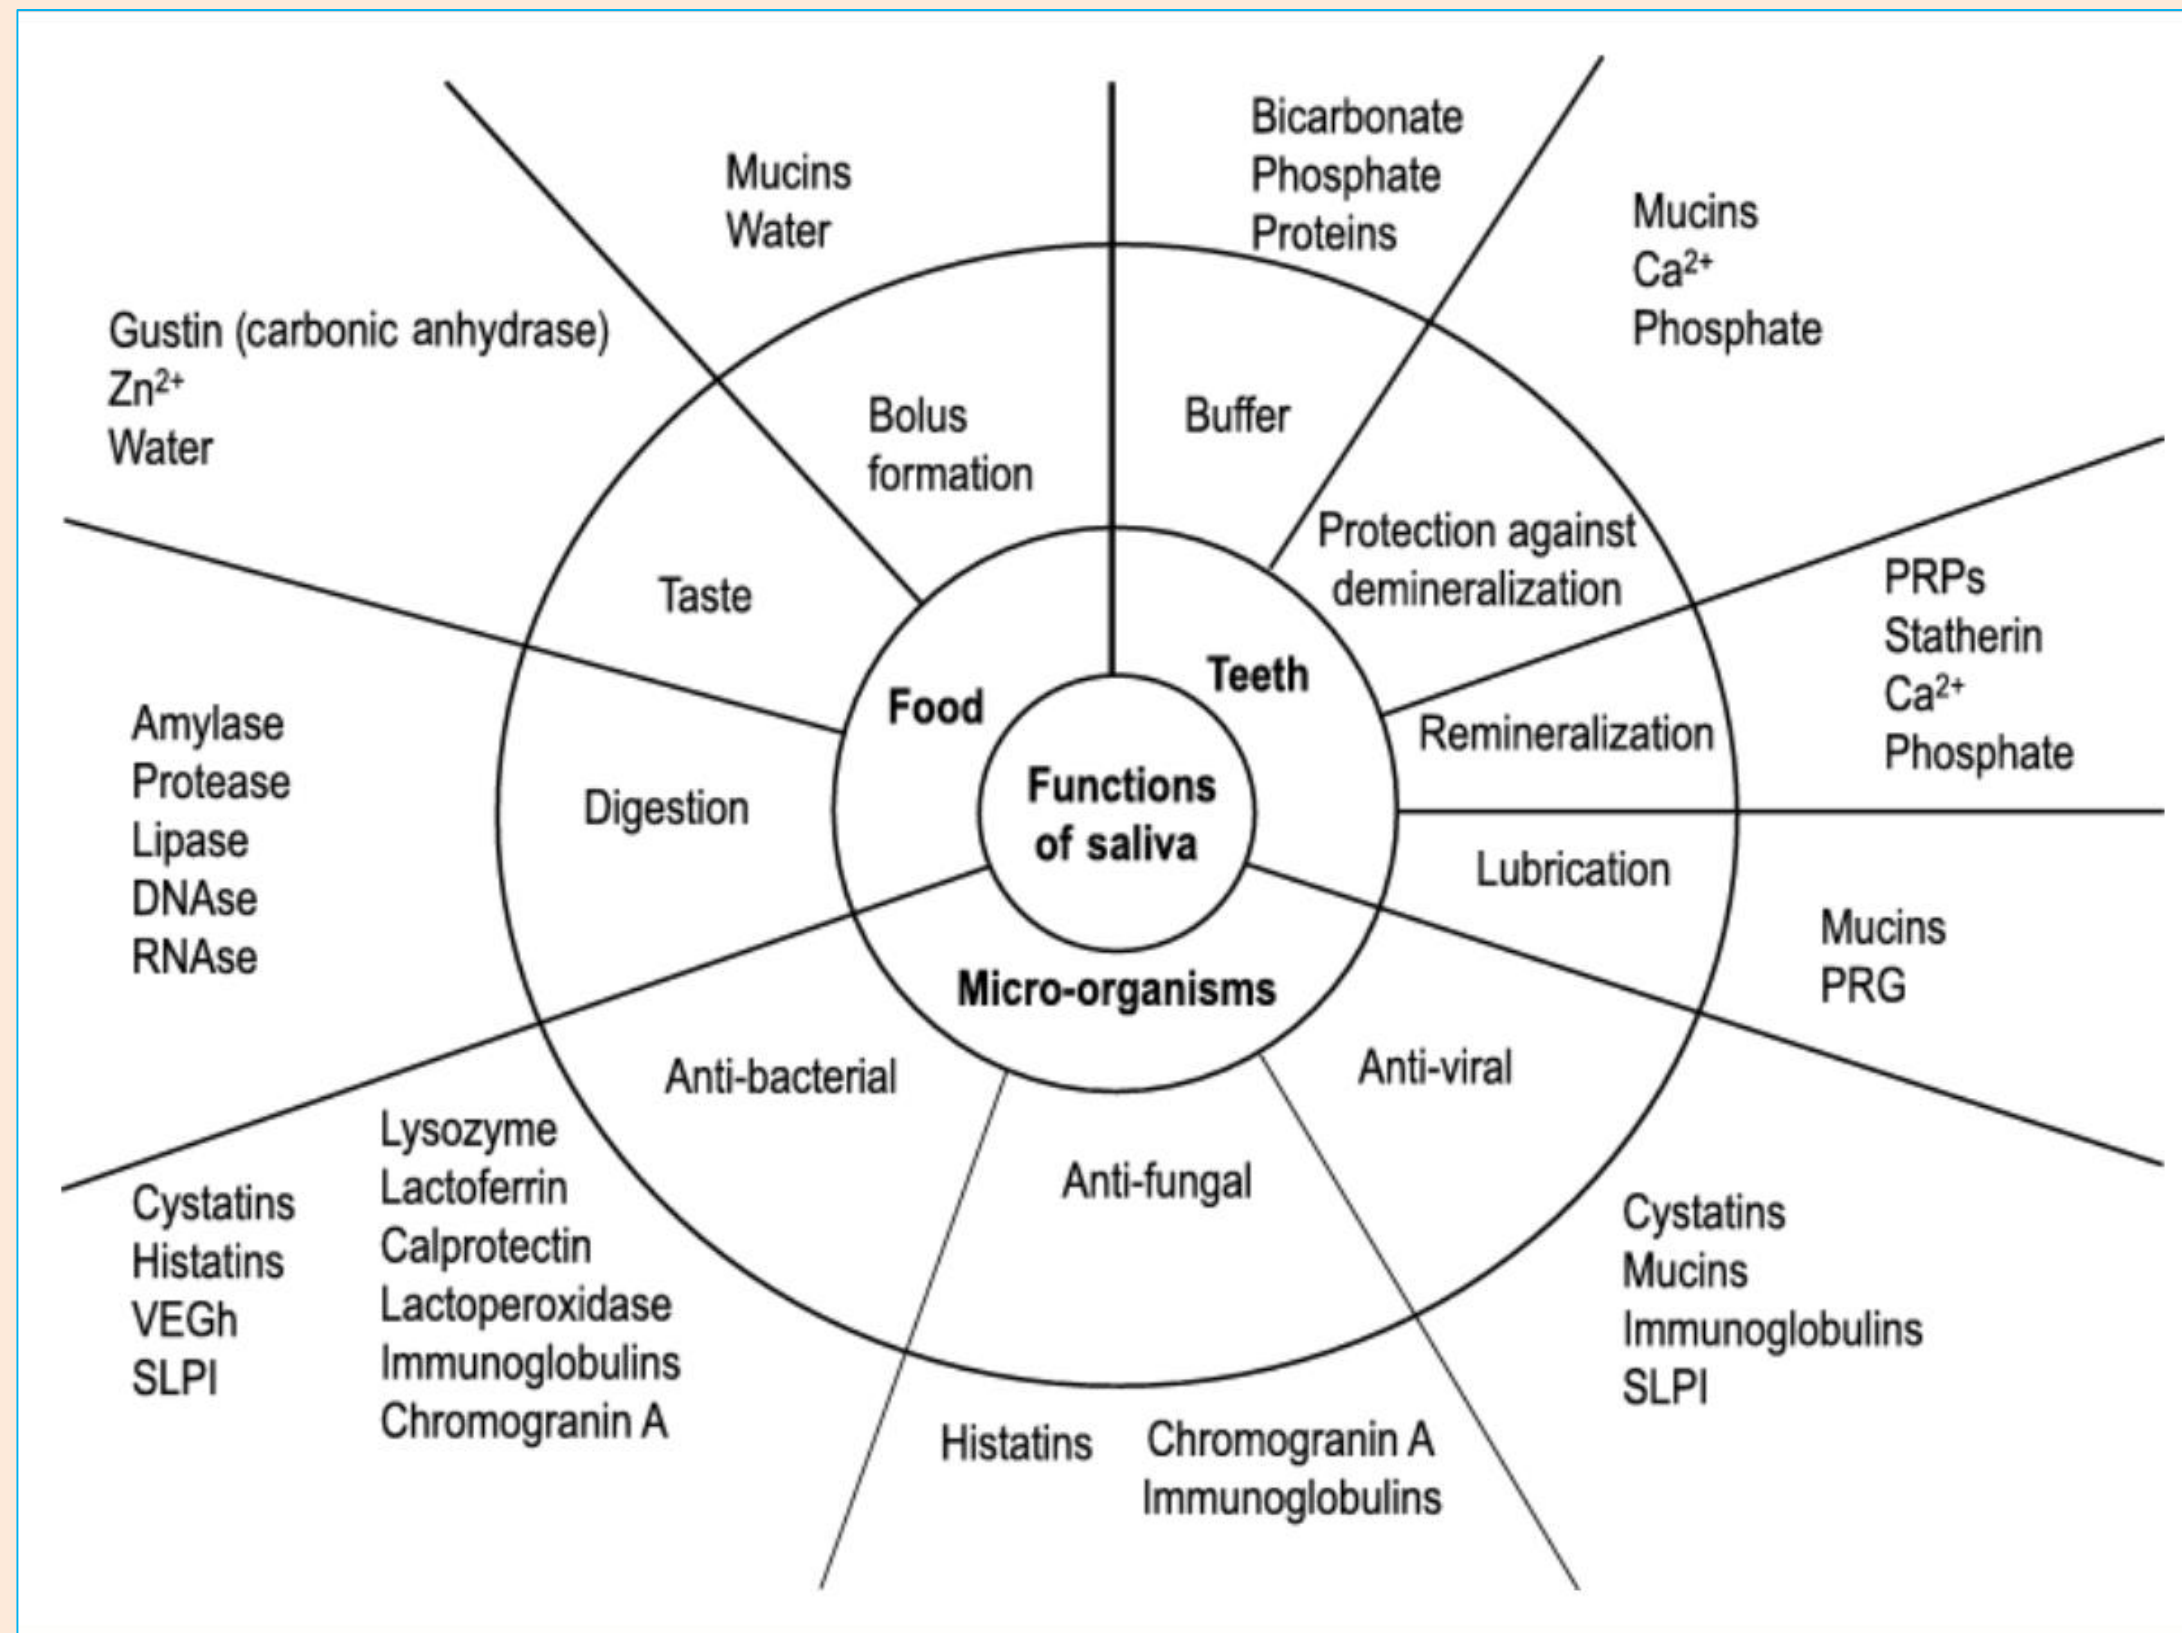 Functions
of saliva
Food
Teeth
Micro-organisms
Bolus
formation
Mucins
Water
Buffer
Bicarbonate
Phosphate
Proteins
Protection against
demineralization
Mucins
Ca²⁺
Phosphate
Remineralization
PRPs
Statherin
Ca²⁺
Phosphate
Lubrication
Mucins
PRG
Anti-viral
Cystatins
Mucins
Immunoglobulins
SLPI
Anti-fungal
Histatins
Chromogranin A
Immunoglobulins
Anti-bacterial
Cystatins
Histatins
VEGh
SLPI
Lysozyme
Lactoferrin
Calprotectin
Lactoperoxidase
Immunoglobulins
Chromogranin A
Digestion
Amylase
Protease
Lipase
DNAse
RNAse
Taste
Gustin (carbonic anhydrase)
Zn²⁺
Water